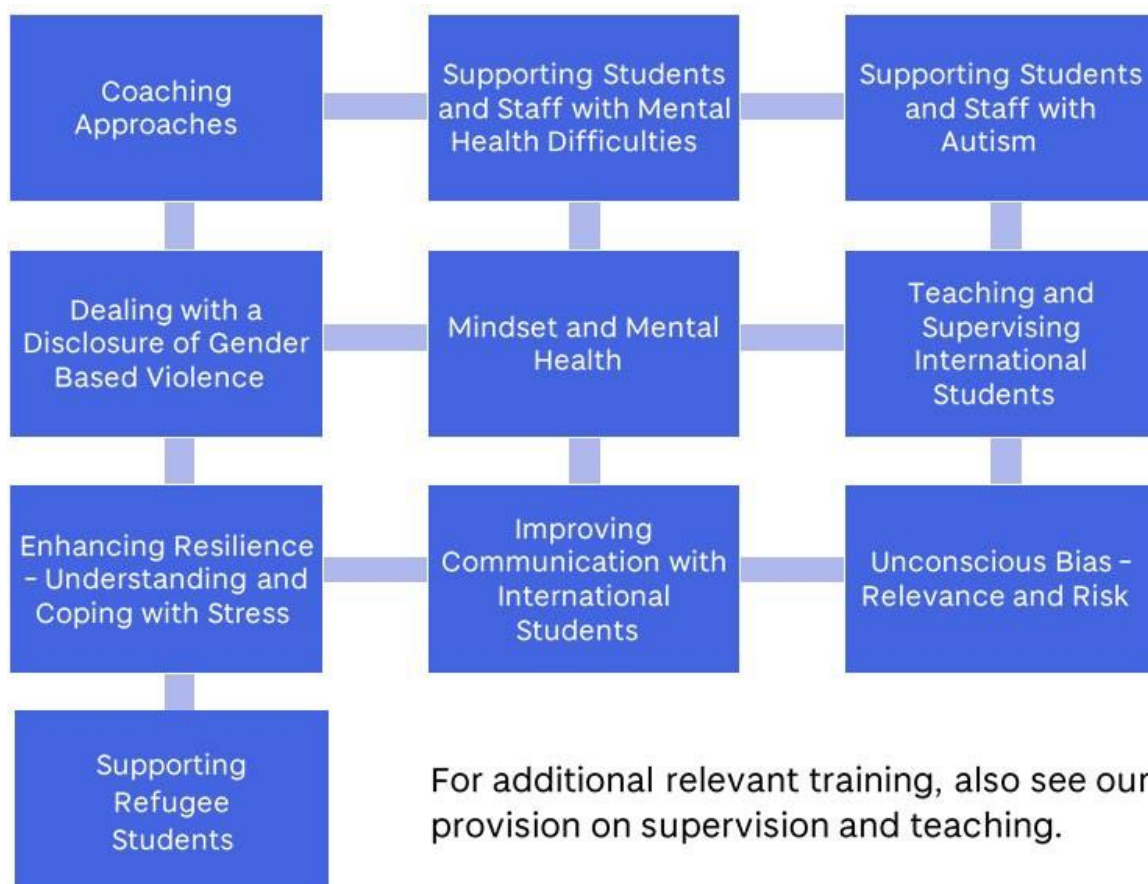 Coaching
Approaches
Supporting Students
and Staff with Mental
Health Difficulties
Supporting Students
and Staff with
Autism
Dealing with a
Disclosure of Gender
Based Violence
Mindset and Mental
Health
Teaching and
Supervising
International
Students
Enhancing Resilience
– Understanding and
Coping with Stress
Improving
Communication with
International
Students
Unconscious Bias –
Relevance and Risk
Supporting
Refugee
Students
For additional relevant training, also see our
provision on supervision and teaching.